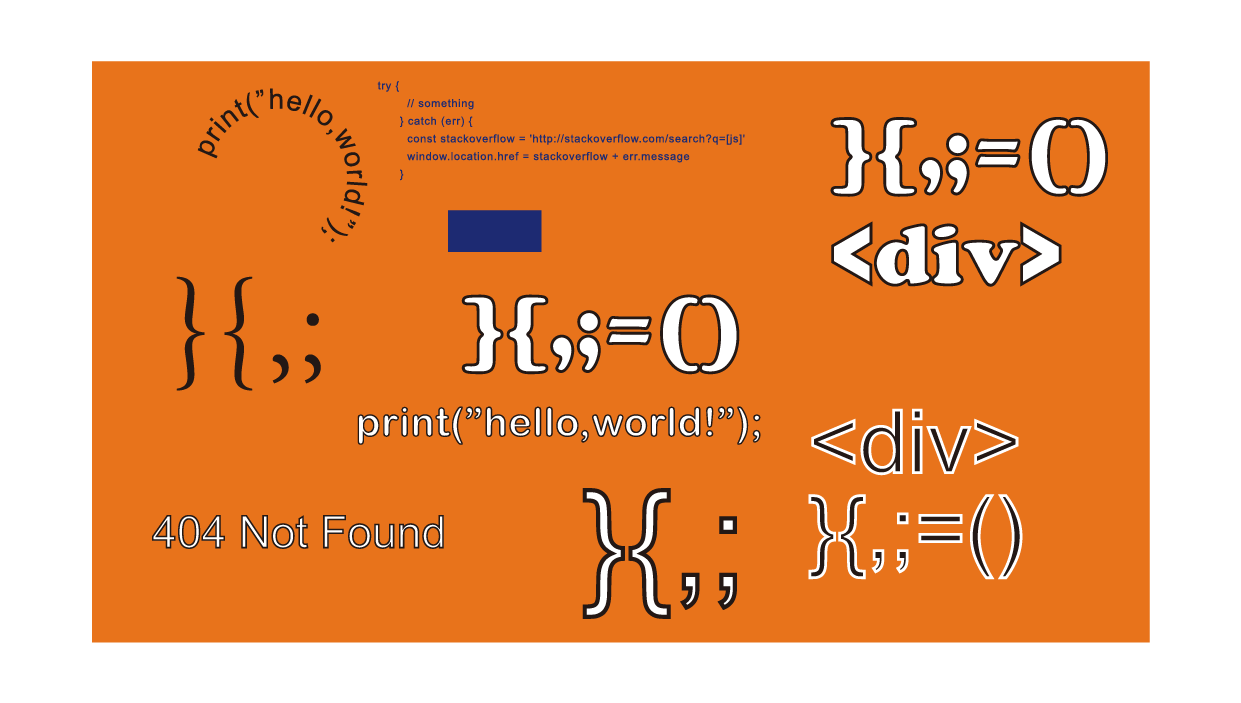 print(”hello,world!“);
try {
// something
} catch (err) {
const stackoverflow = 'http://stackoverflow.com/search?q=[js]'
window.location.href = stackoverflow + err.message
}
}{,;=()
<div>
}{,;
}{,;=()
print(”hello,world!”);
<div>
404 Not Found
}{,;
}{,;=()